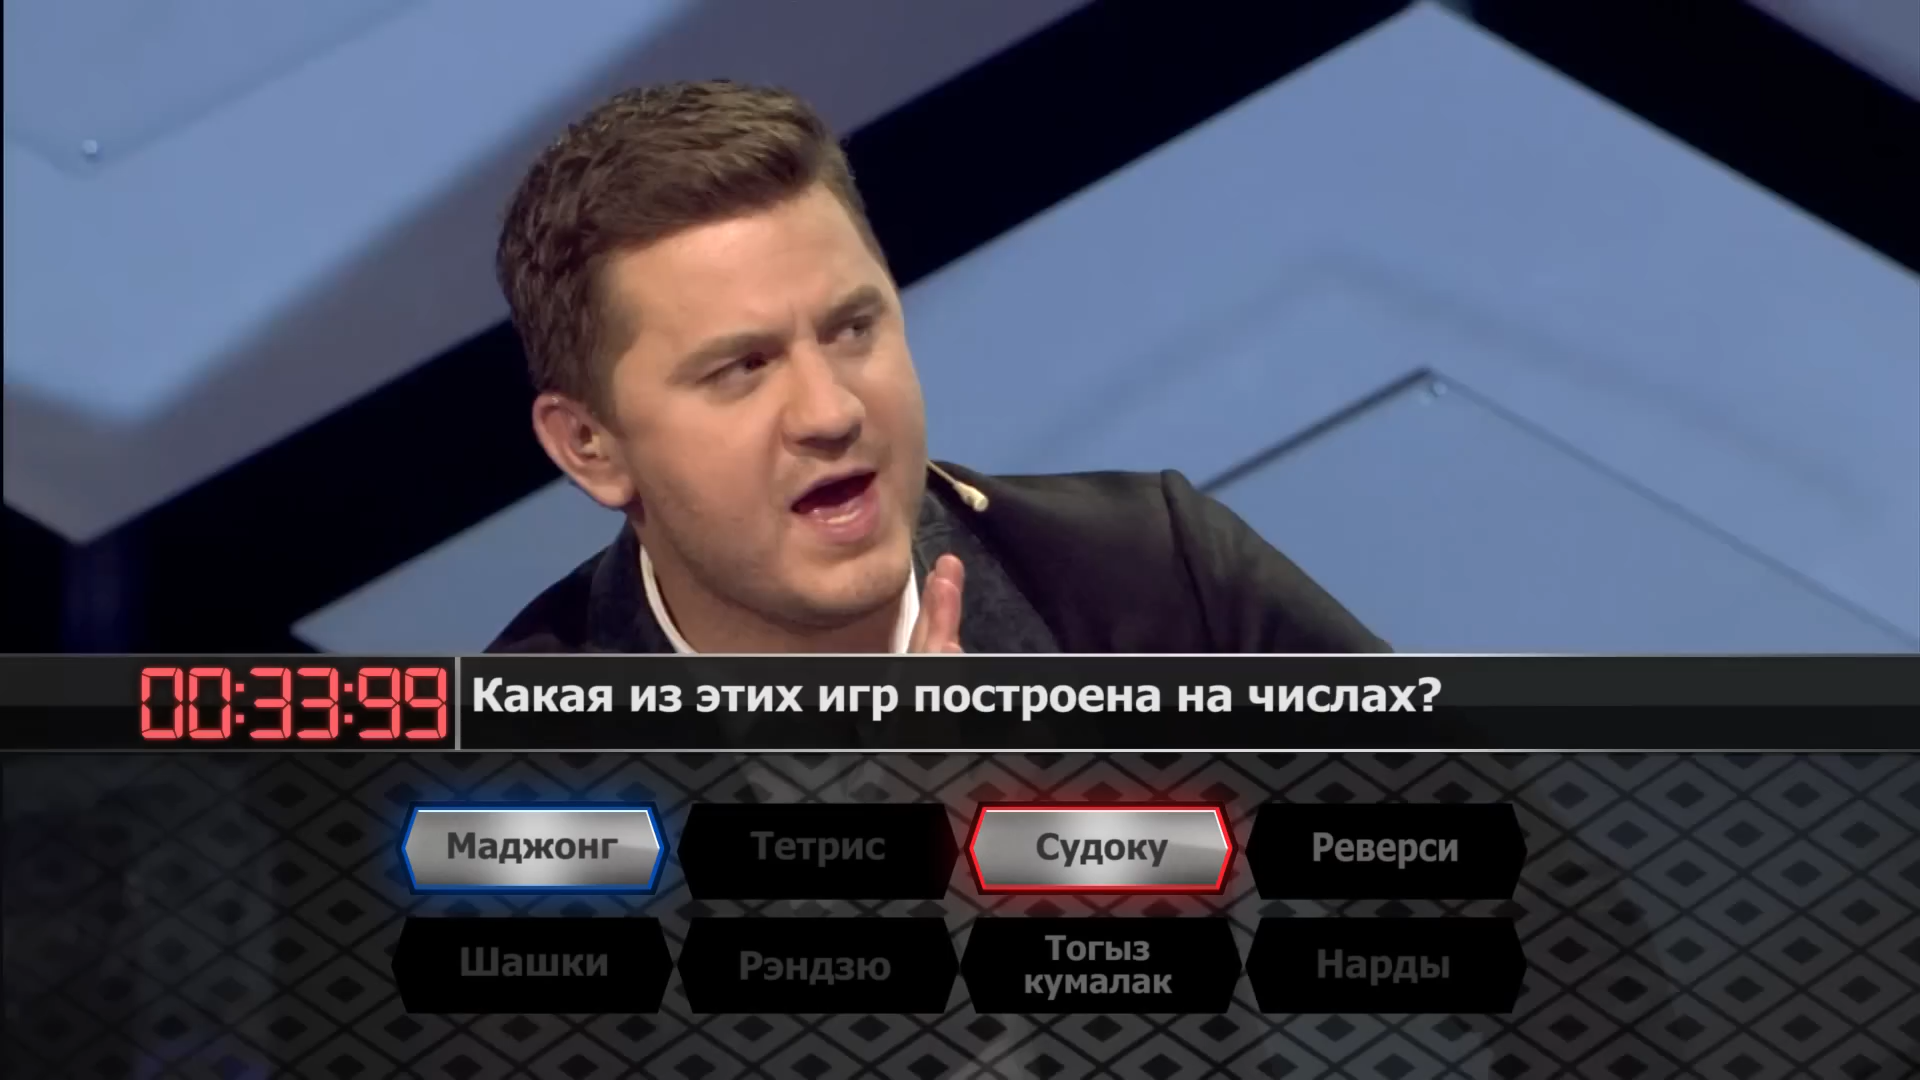 00:33:99
Какая из этих игр построена на числах?
Маджонг
Тетрис
Судоку
Реверси
Шашки
Рэндзю
Тогыз
кумалак
Нарды